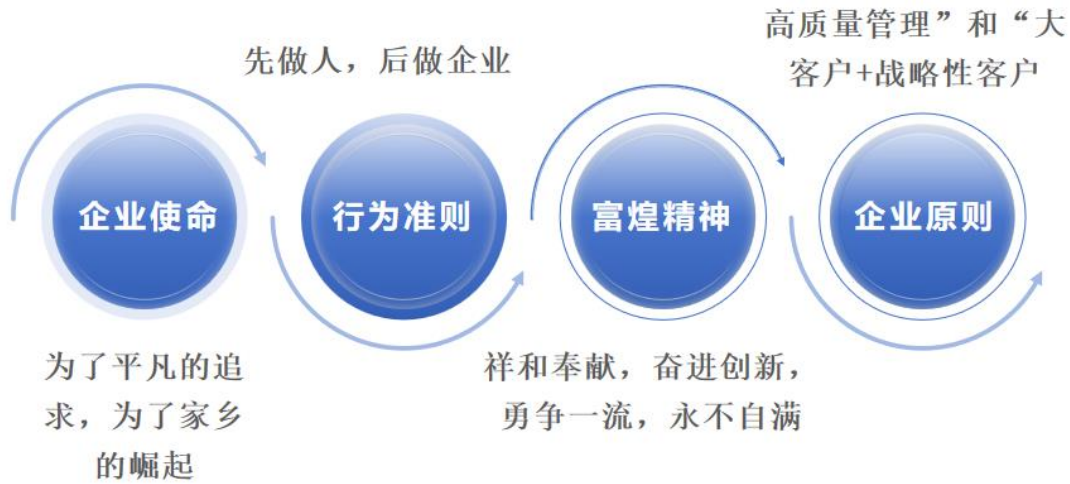 高质量管理”和“大
客户+战略性客户
先做人，后做企业
企业使命
行为准则
富煌精神
企业原则
为了平凡的追
求，为了家乡
的崛起
祥和奉献，奋进创新，
勇争一流，永不自满